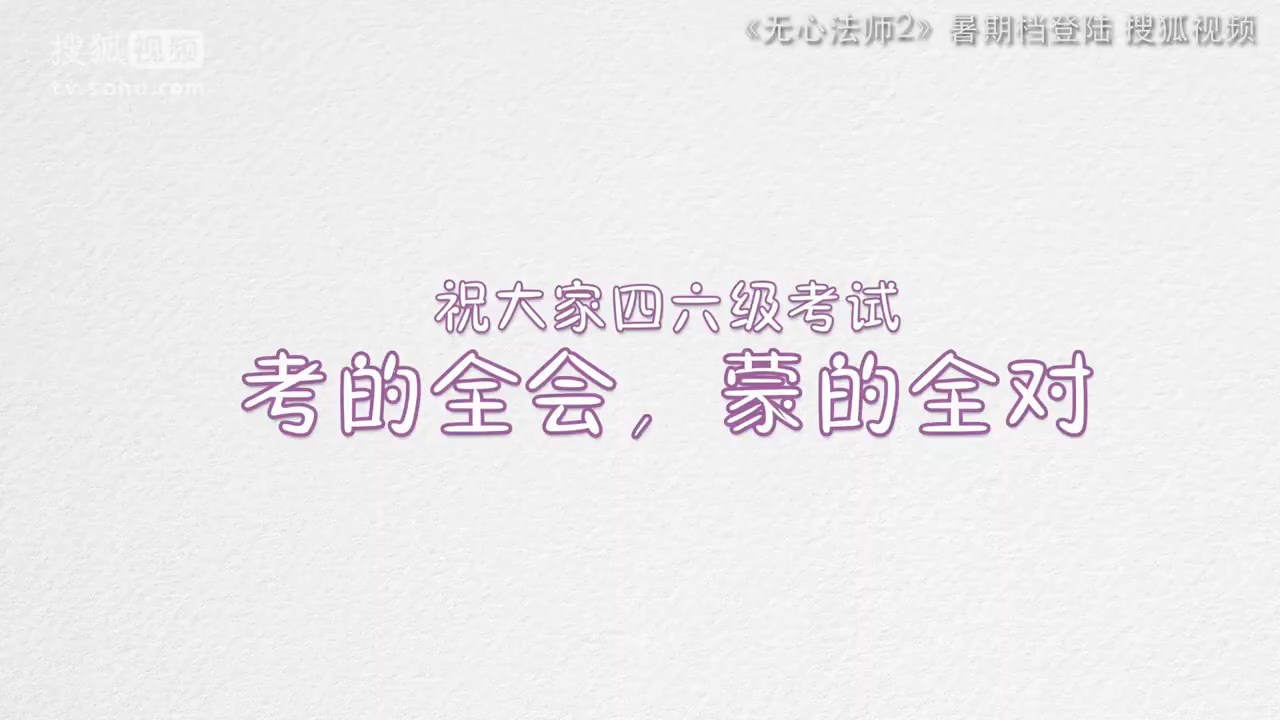 搜狐视频
tv.sohu.com
《无心法师2》暑期档登陆 搜狐视频
祝大家四六级考试
考的全会，蒙的全对